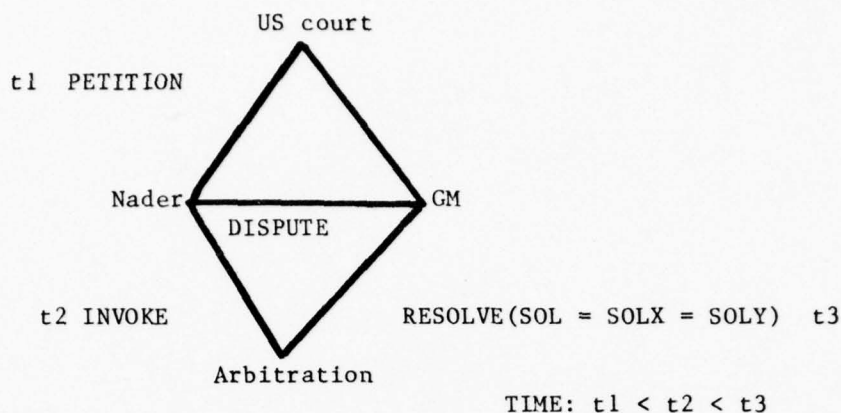 US court
t1 PETITION
Nader GM
DISPUTE
t2 INVOKE RESOLVE(SOL = SOLX = SOLY) t3
Arbitration
TIME: t1 < t2 < t3